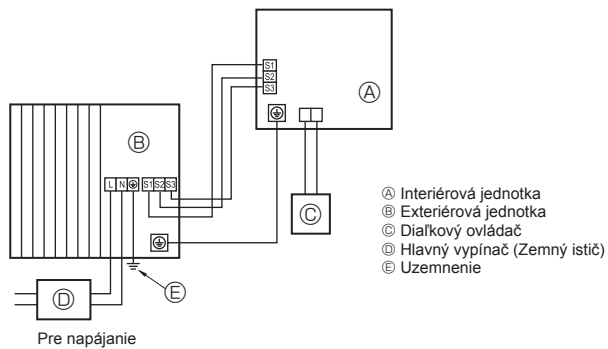 S1
S2
S3
Ⓐ
Ⓑ
L N S1 S2 S3
Ⓒ
Ⓓ
Ⓔ
Pre napájanie
Ⓐ Interiérová jednotka
Ⓑ Exteriérová jednotka
Ⓒ Diaľkový ovládač
Ⓓ Hlavný vypínač (Zemný istič)
Ⓔ Uzemnenie